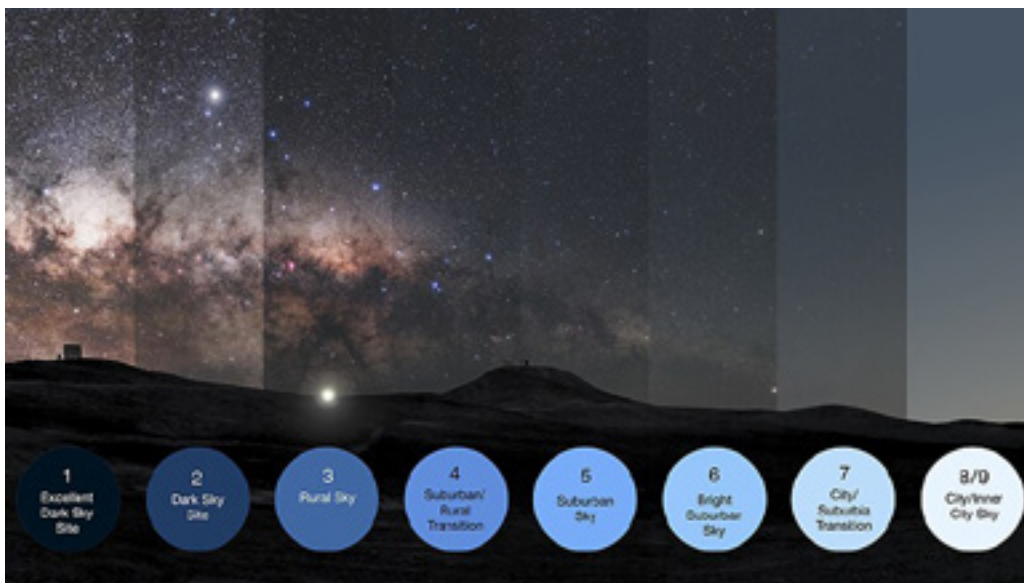 1
Excellent
Dark Sky
Site
2
Dark Sky
Site
3
Rural Sky
4
Suburban/
Rural
Transition
5
Suburban
Sky
6
Bright
Suburban
Sky
7
City/
Suburbia
Transition
8/9
City/Inner
City Sky